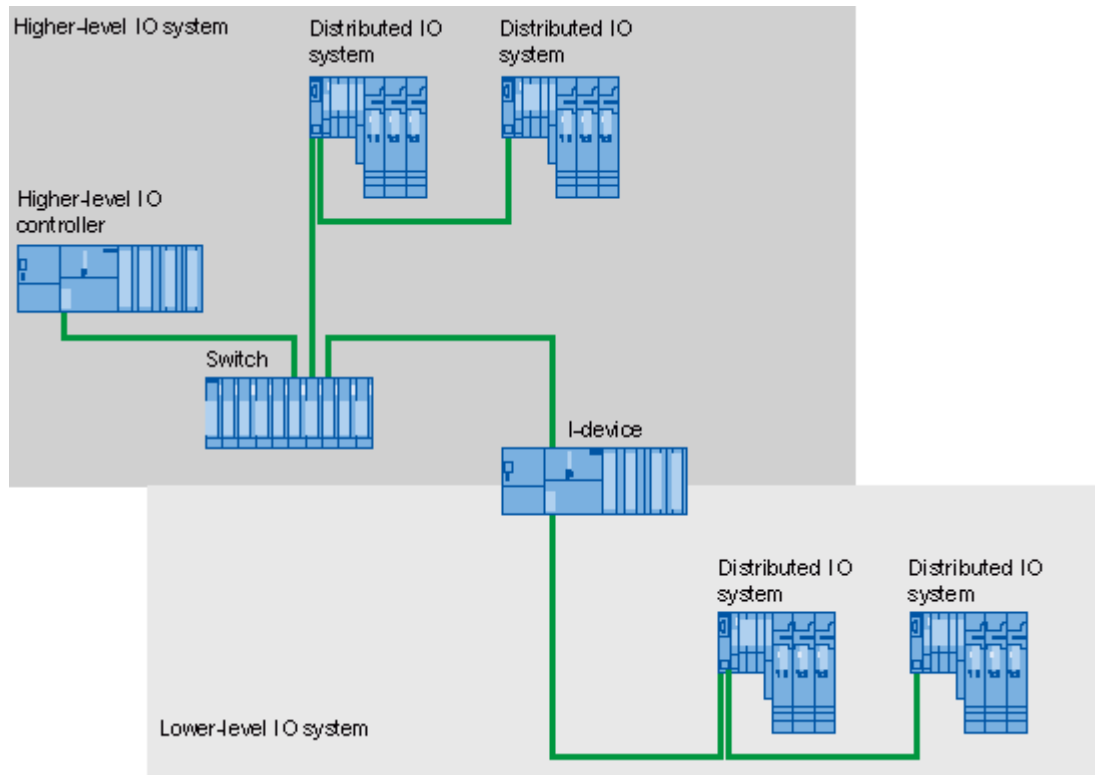 Higher-level IO system
Distributed IO
system
Distributed IO
system
Higher-level IO
controller
Switch
I-device
Distributed IO
system
Distributed IO
system
Lower-level IO system